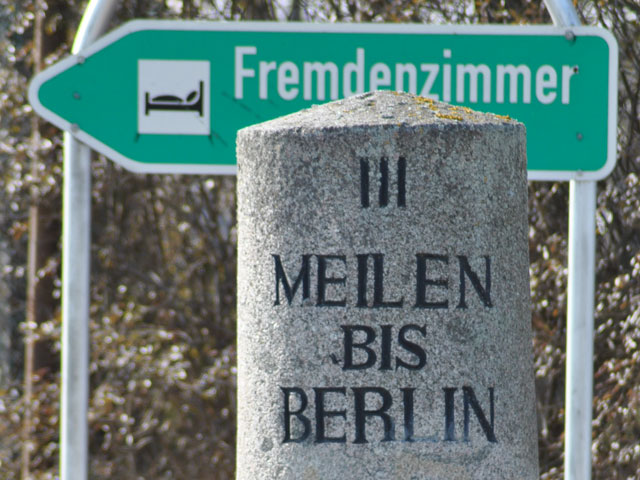 Fremdenzimmer
III
MEILEN
BIS
BERLIN